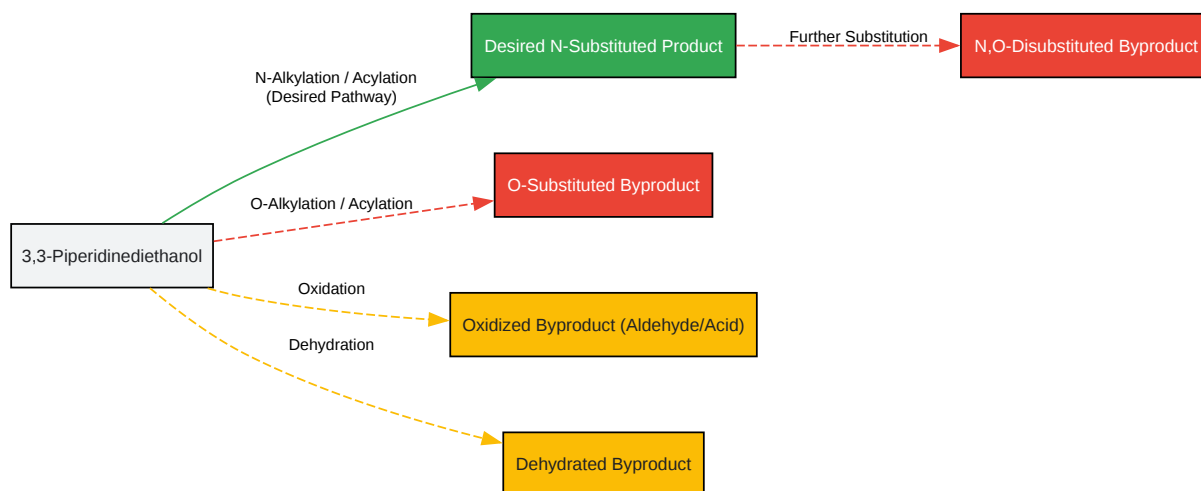 Desired N-Substituted Product
Further Substitution
N,O-Disubstituted Byproduct
N-Alkylation / Acylation
(Desired Pathway)
O-Substituted Byproduct
O-Alkylation / Acylation
3,3-Piperidinediethanol
Oxidation
Oxidized Byproduct (Aldehyde/Acid)
Dehydration
Dehydrated Byproduct